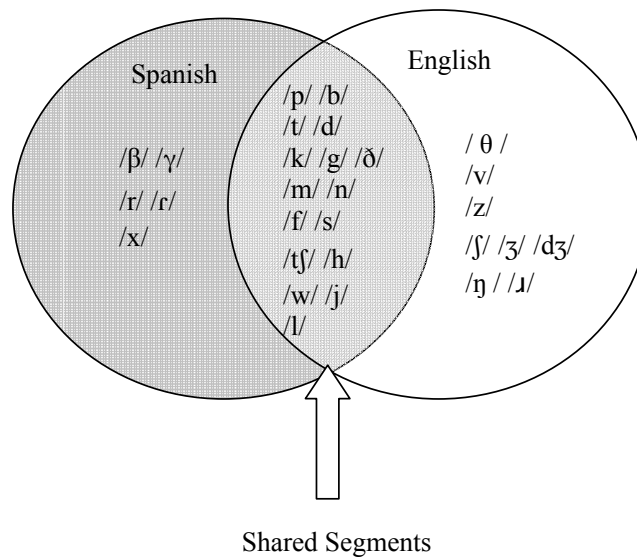 Spanish
/β/ /γ/
/r/ /ɾ/
/x/
/p/ /b/
/t/ /d/
/k/ /g/ /ð/
/m/ /n/
/f/ /s/
/tʃ/ /h/
/w/ /j/
/l/
English
/ θ /
/v/
/z/
/ʃ/ /ʒ/ /dʒ/
/ŋ / /ɹ/
Shared Segments